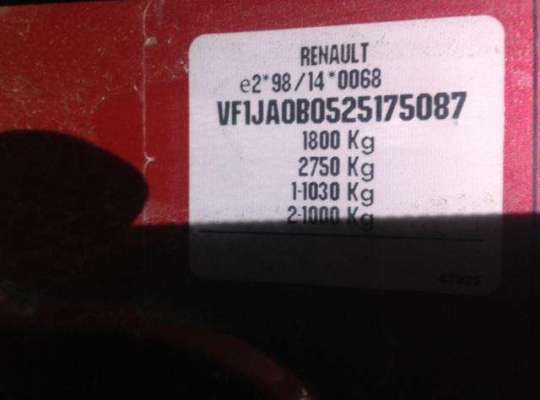 RENAULT
e2*98/14*0068
VF1JA0B0525175087
1800 Kg
2750 Kg
1-1030 Kg
2-1000 Kg